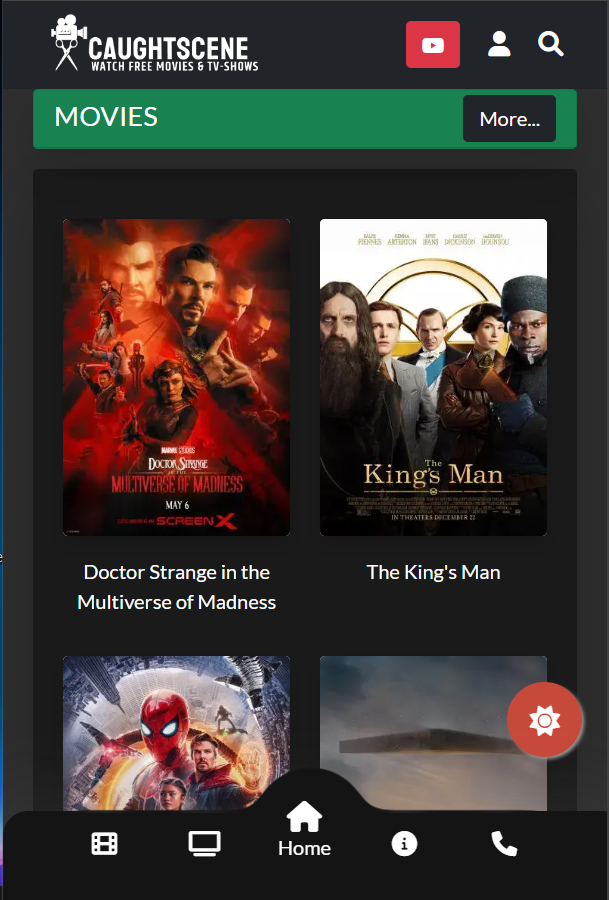 CAUGHTSCENE
WATCH FREE MOVIES & TV-SHOWS
MOVIES
More...
MARVEL STUDIOS
DOCTOR STRANGE
IN THE
MULTIVERSE OF MADNESS
MAY 6
SCREENX
RALPH FIENNES
GEMMA ARTERTON
RHYS IFANS
HARRIS DICKINSON
DJIMON HOUNSOU
The
King's Man
IN THEATERS DECEMBER 22
Doctor Strange in the
Multiverse of Madness
The King's Man
Home